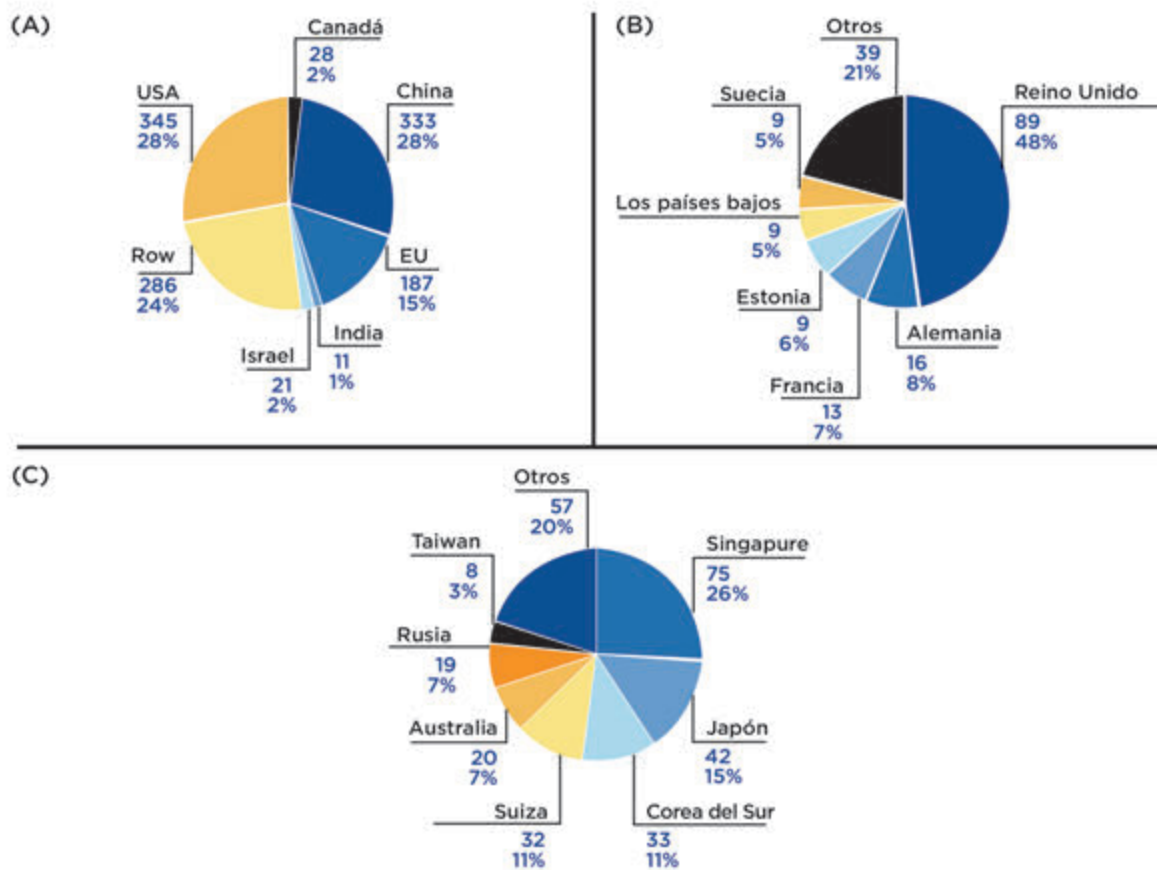 (A)
Canadá
28
2%
USA
345
28%
China
333
28%
Row
286
24%
EU
187
15%
Israel
21
2%
India
11
1%
(B)
Otros
39
21%
Suecia
9
5%
Reino Unido
89
48%
Los países bajos
9
5%
Estonia
9
6%
Alemania
16
8%
Francia
13
7%
(C)
Otros
57
20%
Taiwan
8
3%
Singapure
75
26%
Rusia
19
7%
Australia
20
7%
Japón
42
15%
Suiza
32
11%
Corea del Sur
33
11%